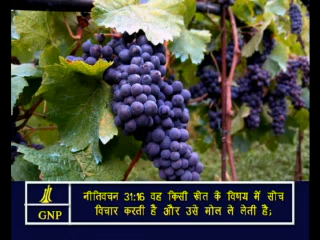 नीतिवचन 31:16 वह किसी खेत के विषय में सोच
विचार करती है और उसे मोल ले लेती है;
GNP